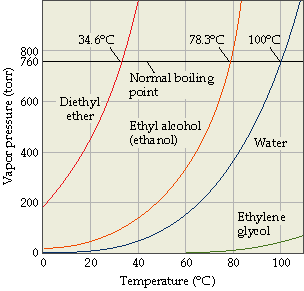 34.6°C 78.3°C 100°C
800
760
Normal boiling
point
600
Diethyl
ether
Ethyl alcohol
(ethanol)
Water
400
200
Ethylene
glycol
0
0 20 40 60 80 100
Temperature (°C)
Vapor pressure (torr)